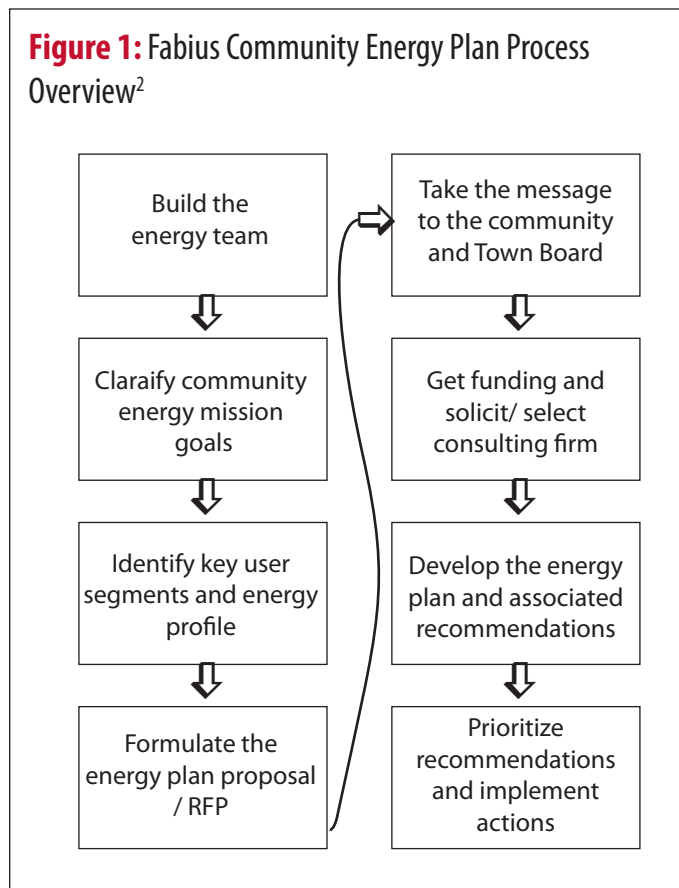 Figure 1: Fabius Community Energy Plan Process
Overview2
Build the
energy team
Claraify community
energy mission
goals
Identify key user
segments and energy
profile
Formulate the
energy plan proposal
/ RFP
Take the message
to the community
and Town Board
Get funding and
solicit/ select
consulting firm
Develop the energy
plan and associated
recommendations
Prioritize
recommendations
and implement
actions